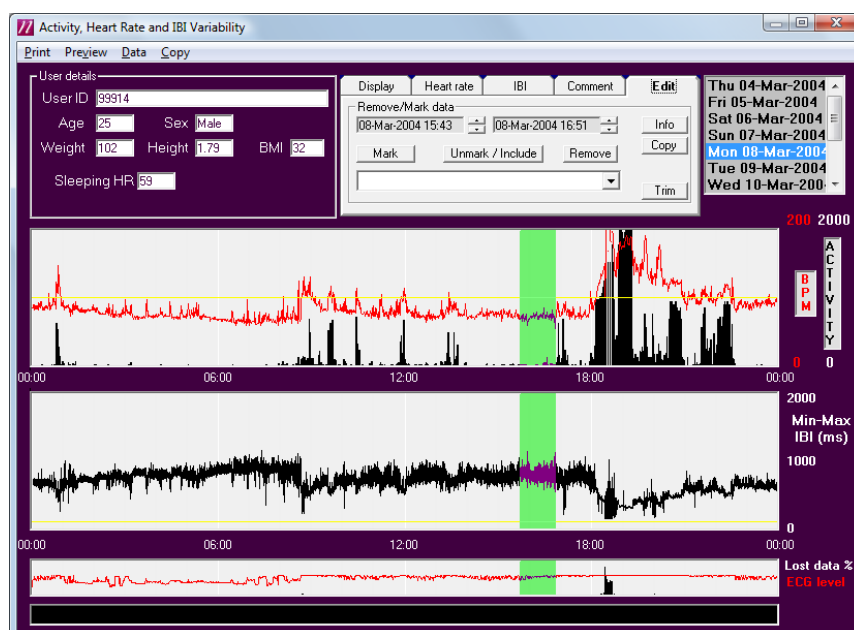 Activity, Heart Rate and IBI Variability
Print Preview Data Copy
User details
User ID 99914
Age 25 Sex Male
Weight 102 Height 1.79 BMI 32
Sleeping HR 59
Display Heart rate IBI Comment Edit
Remove/Mark data
08-Mar-2004 15:43 08-Mar-2004 16:51 Info
Mark Unmark / Include Remove Copy
Trim
Thu 04-Mar-2004
Fri 05-Mar-2004
Sat 06-Mar-2004
Sun 07-Mar-2004
Mon 08-Mar-2004
Tue 09-Mar-2004
Wed 10-Mar-200
200 2000
BPM
ACTIVITY
0 0
00:00 06:00 12:00 18:00 00:00
2000
Min-Max
IBI (ms)
1000
0
00:00 06:00 12:00 18:00 00:00
Lost data %
ECG level